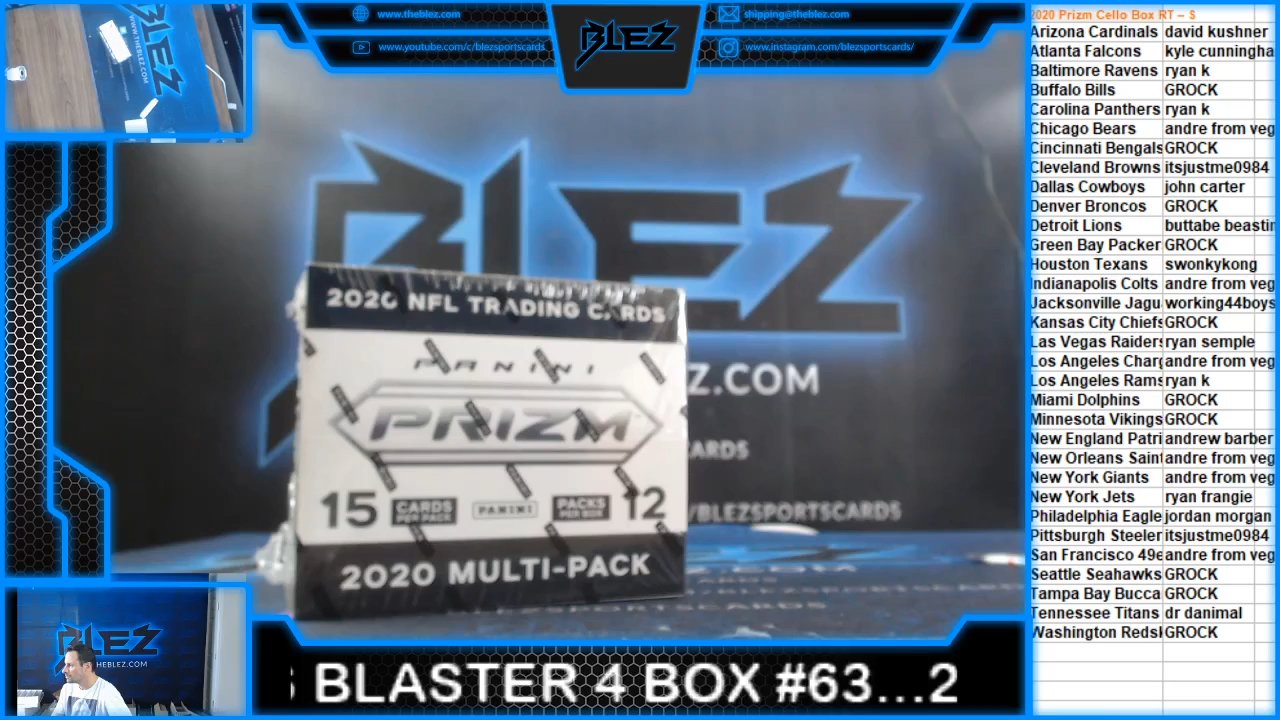 www.theblez.com
shipping@theblez.com
www.youtube.com/c/blezsportscards
www.instagram.com/blezsportscards/
BLEZ
WWW.THEBLEZ.COM
BLEZ
BLEZ
Z.COM
CARDS
/BLEZSPORTSCARDS
2020 NFL TRADING CARDS
PANINI
PRIZM
15 CARDS PER PACK PANINI PACKS PER BOX 12
2020 MULTI-PACK
SPORTSCARDS
BLEZ
THEBLEZ.COM
BLASTER 4 BOX #63...2
2020 Prizm Cello Box RT – S
Arizona Cardinals david kushner
Atlanta Falcons kyle cunningha
Baltimore Ravens ryan k
Buffalo Bills GROCK
Carolina Panthers ryan k
Chicago Bears andre from veg
Cincinnati Bengals GROCK
Cleveland Browns itsjustme0984
Dallas Cowboys john carter
Denver Broncos GROCK
Detroit Lions buttabe beastin
Green Bay Packer GROCK
Houston Texans swonkykong
Indianapolis Colts andre from veg
Jacksonville Jagu working44boys
Kansas City Chiefs GROCK
Las Vegas Raiders ryan semple
Los Angeles Charg andre from veg
Los Angeles Rams ryan k
Miami Dolphins GROCK
Minnesota Vikings GROCK
New England Patri andrew barber
New Orleans Saint andre from veg
New York Giants andre from veg
New York Jets ryan frangie
Philadelphia Eagle jordan morgan
Pittsburgh Steeler itsjustme0984
San Francisco 49e andre from veg
Seattle Seahawks GROCK
Tampa Bay Bucca GROCK
Tennessee Titans dr danimal
Washington Redsk GROCK